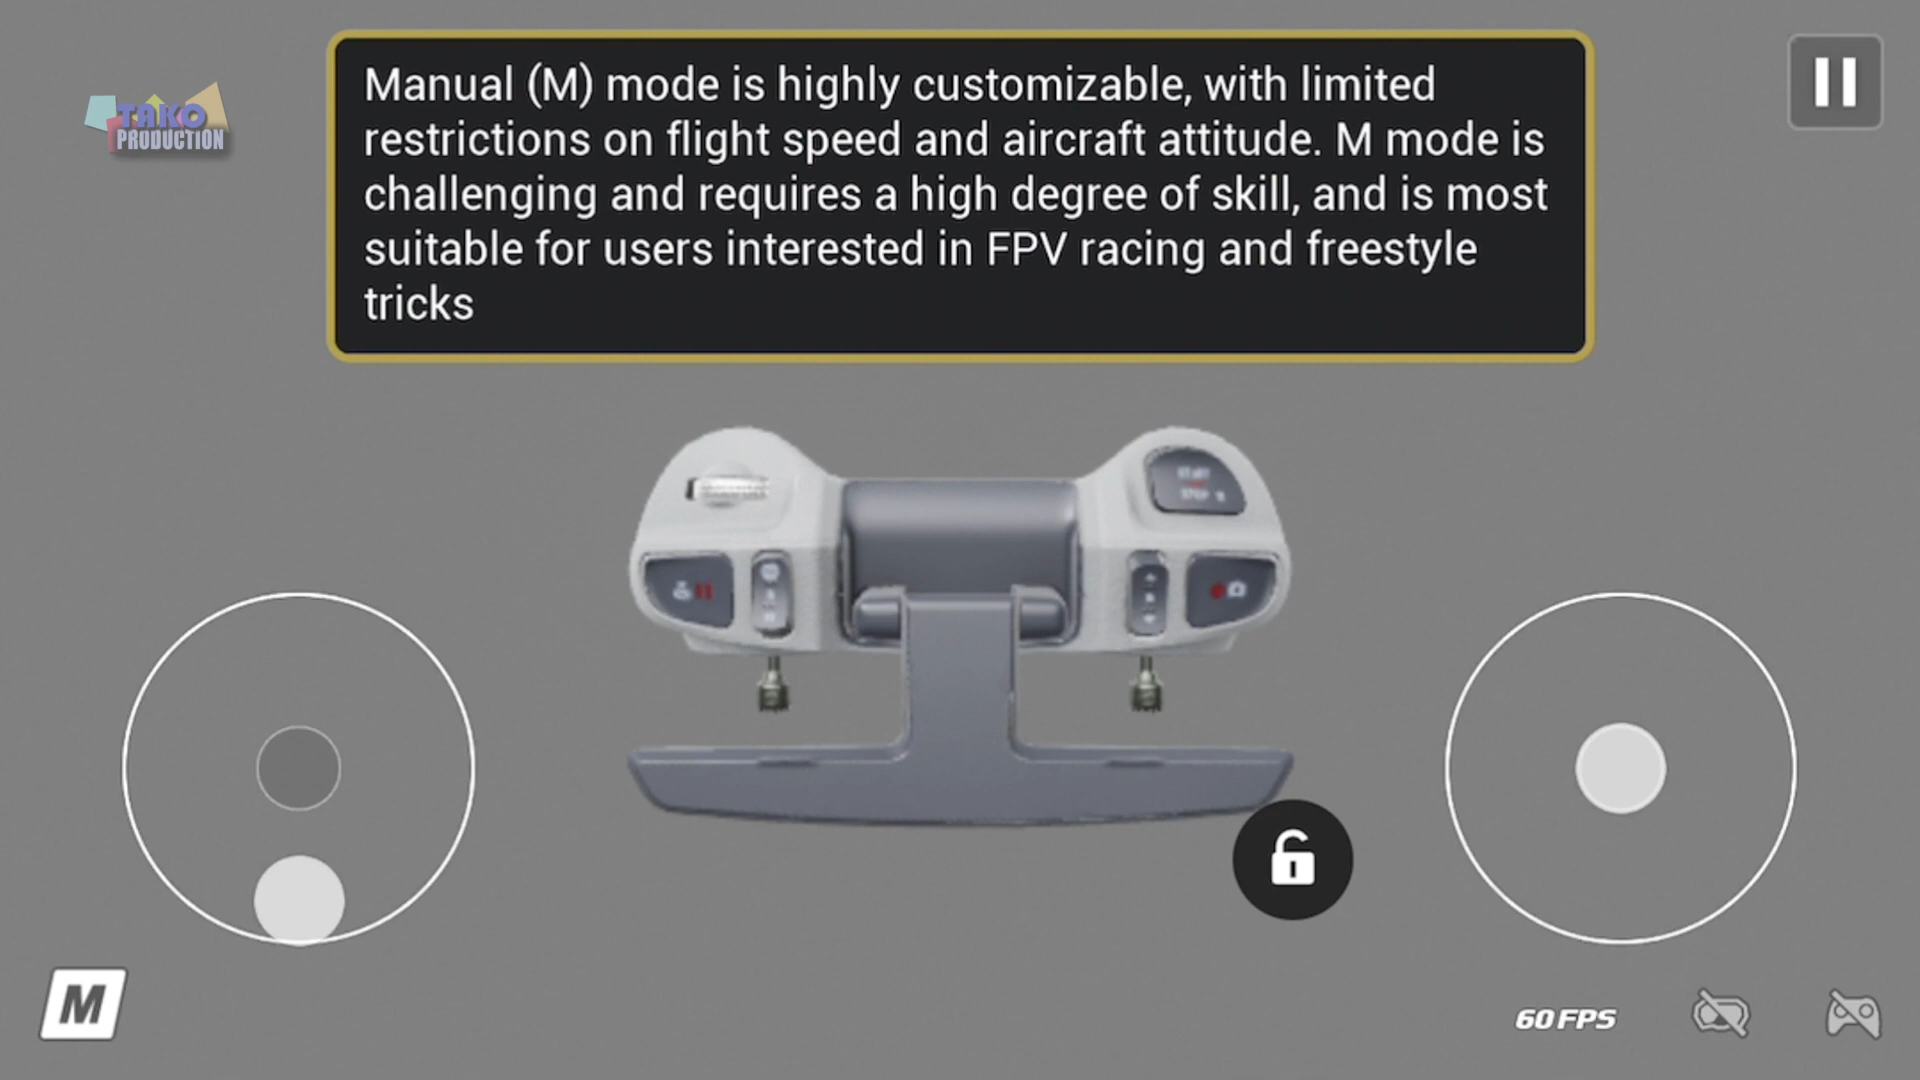 TAKO
PRODUCTION
Manual (M) mode is highly customizable, with limited
restrictions on flight speed and aircraft attitude. M mode is
challenging and requires a high degree of skill, and is most
suitable for users interested in FPV racing and freestyle
tricks
START
STOP
M
60 FPS